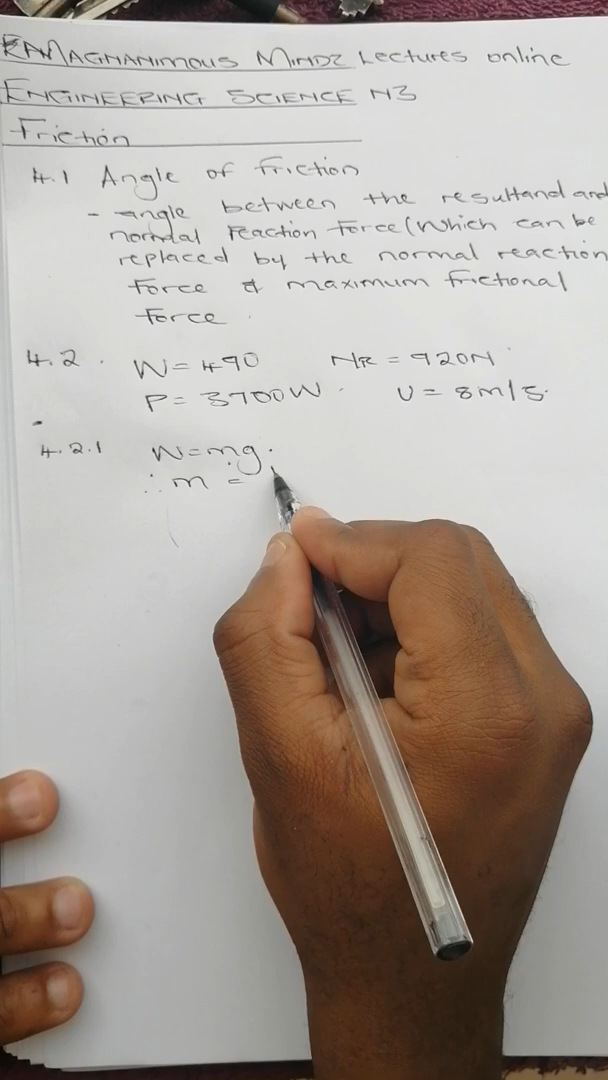 MAGNANIMOUS MINDZ Lectures online
ENGINEERING SCIENCE N3
Friction
4.1 Angle of friction
- angle between the resultand and
normal reaction force (Which can be
replaced by the normal reaction
force & maximum frictional
force.
4.2. W = 490 NR = 920N
P = 3700W. U = 8m/s.
4.2.1 W = mg.
∴ m =